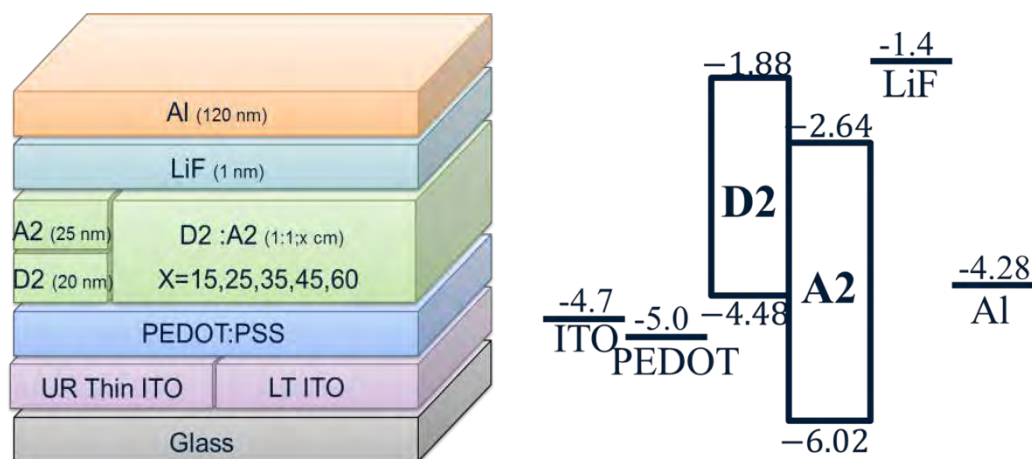 Al (120 nm)
LiF (1 nm)
A2 (25 nm)
D2 (20 nm)
D2 :A2 (1:1;x cm)
X=15,25,35,45,60
PEDOT:PSS
UR Thin ITO
LT ITO
Glass
−1.88
-1.4
LiF
−2.64
D2
A2
-4.7
ITO
-5.0
PEDOT
−4.48
-4.28
Al
−6.02